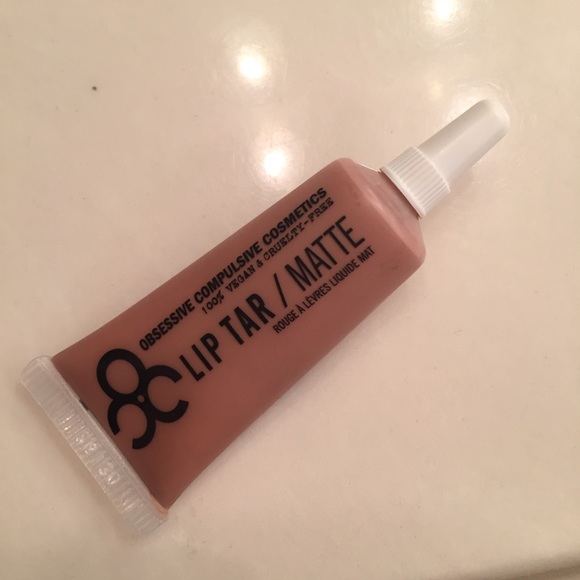 OBSESSIVE COMPULSIVE COSMETICS
100% VEGAN & CRUELTY-FREE
LIP TAR / MATTE
ROUGE À LÈVRES LIQUIDE MAT